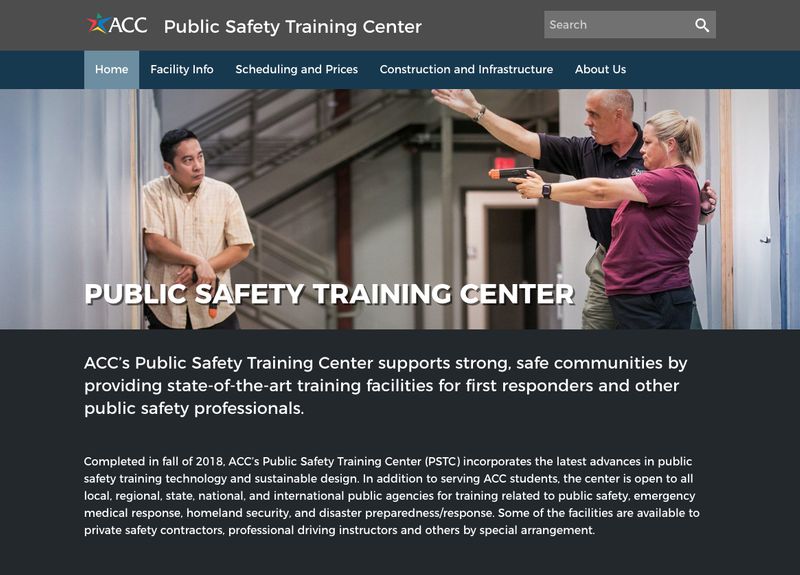 ACC Public Safety Training Center
Search
Home Facility Info Scheduling and Prices Construction and Infrastructure About Us
PUBLIC SAFETY TRAINING CENTER
ACC's Public Safety Training Center supports strong, safe communities by
providing state-of-the-art training facilities for first responders and other
public safety professionals.
Completed in fall of 2018, ACC's Public Safety Training Center (PSTC) incorporates the latest advances in public
safety training technology and sustainable design. In addition to serving ACC students, the center is open to all
local, regional, state, national, and international public agencies for training related to public safety, emergency
medical response, homeland security, and disaster preparedness/response. Some of the facilities are available to
private safety contractors, professional driving instructors and others by special arrangement.